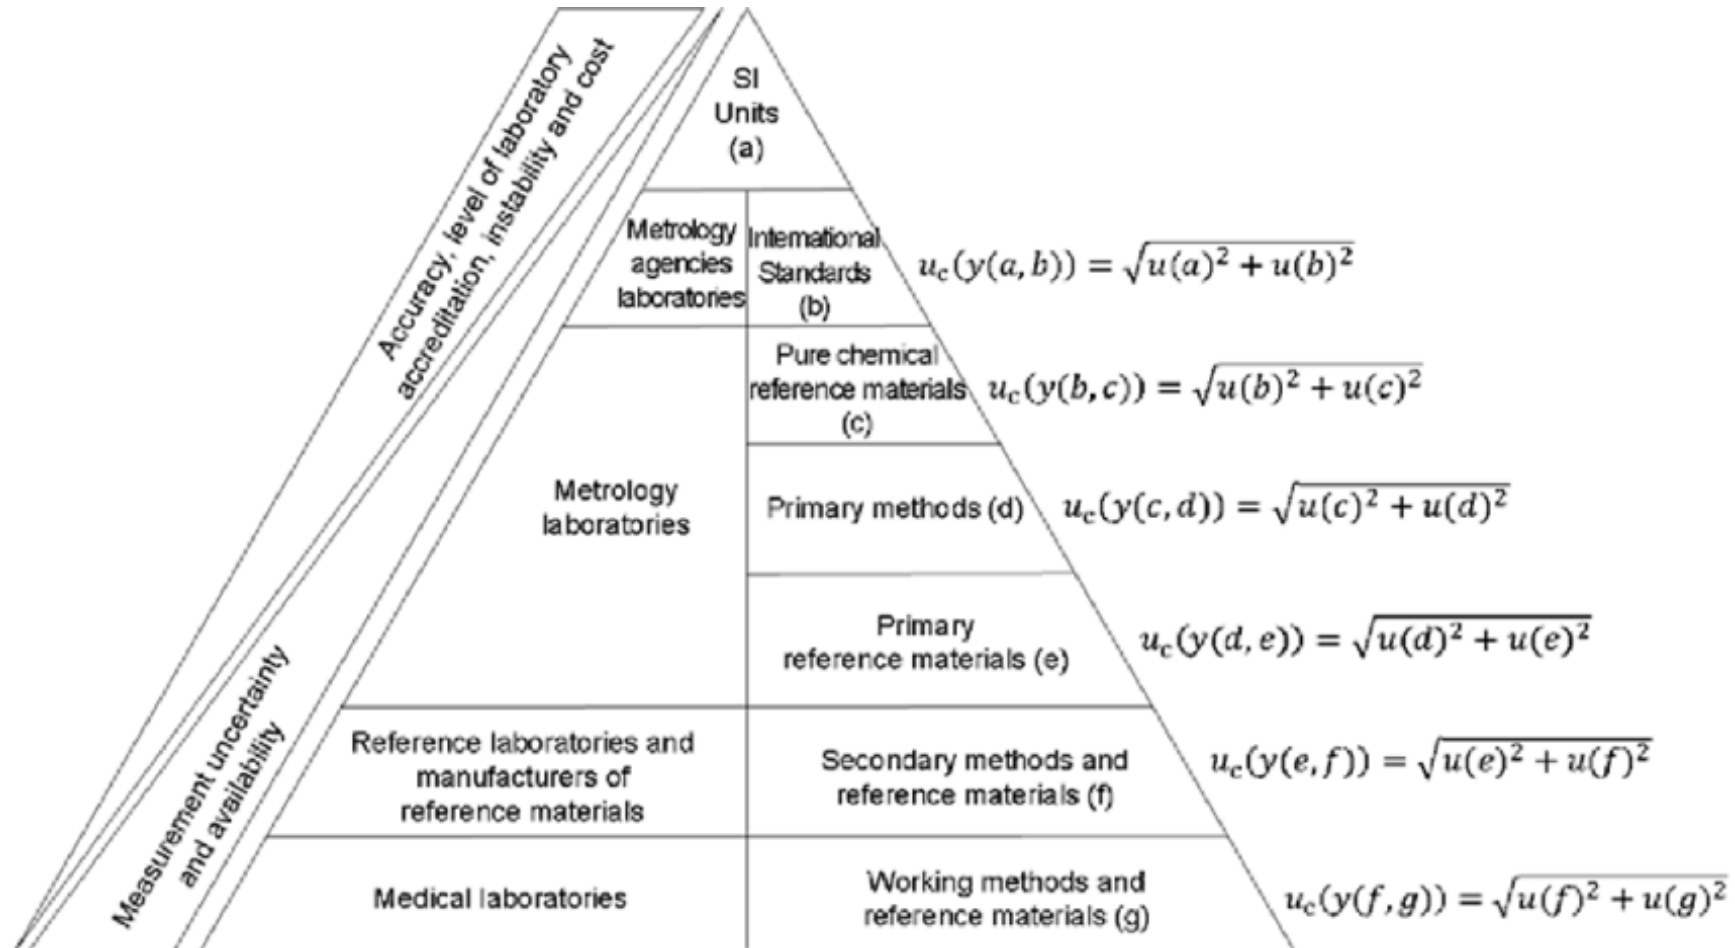 Accuracy, level of laboratory
accreditation, instability and cost
Measurement uncertainty
and availability
SI
Units
(a)
Metrology
agencies
laboratories
International
Standards
(b)
u_c(y(a, b)) = √u(a)² + u(b)²
Pure chemical
reference materials
(c)
u_c(y(b, c)) = √u(b)² + u(c)²
Metrology
laboratories
Primary methods (d)
u_c(y(c, d)) = √u(c)² + u(d)²
Primary
reference materials (e)
u_c(y(d, e)) = √u(d)² + u(e)²
Reference laboratories and
manufacturers of
reference materials
Secondary methods and
reference materials (f)
u_c(y(e, f)) = √u(e)² + u(f)²
Medical laboratories
Working methods and
reference materials (g)
u_c(y(f, g)) = √u(f)² + u(g)²